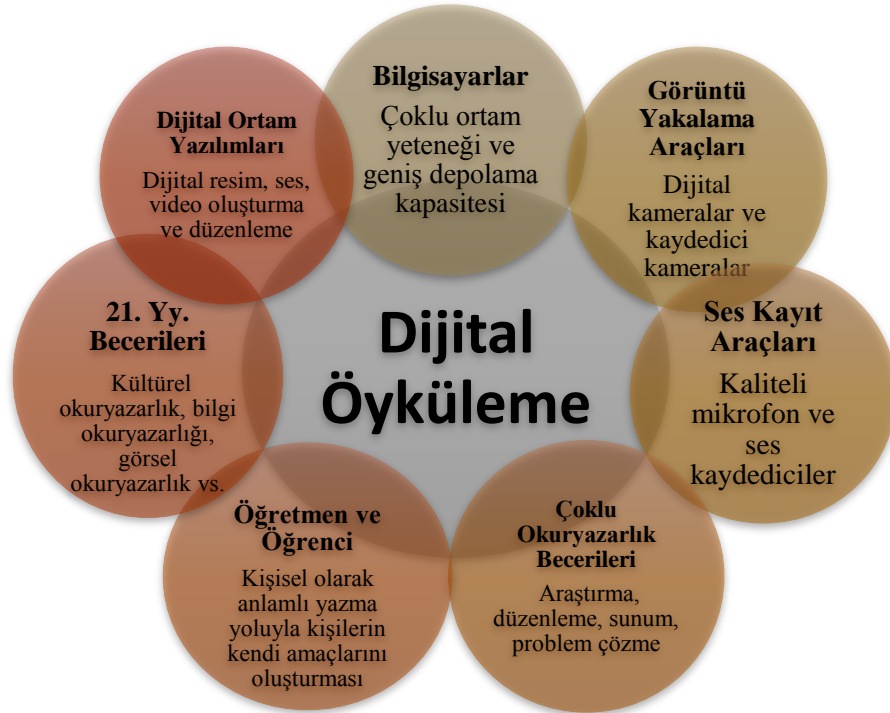 Dijital
Öyküleme
Bilgisayarlar
Çoklu ortam
yeteneği ve
geniş depolama
kapasitesi
Görüntü
Yakalama
Araçları
Dijital
kameralar ve
kaydedici
kameralar
Ses Kayıt
Araçları
Kaliteli
mikrofon ve
ses
kaydediciler
Çoklu
Okuryazarlık
Becerileri
Araştırma,
düzenleme, sunum,
problem çözme
Öğretmen ve
Öğrenci
Kişisel olarak
anlamlı yazma
yoluyla kişilerin
kendi amaçlarını
oluşturması
21. Yy.
Becerileri
Kültürel
okuryazarlık, bilgi
okuryazarlığı,
görsel
okuryazarlık vs.
Dijital Ortam
Yazılımları
Dijital resim, ses,
video oluşturma
ve düzenleme